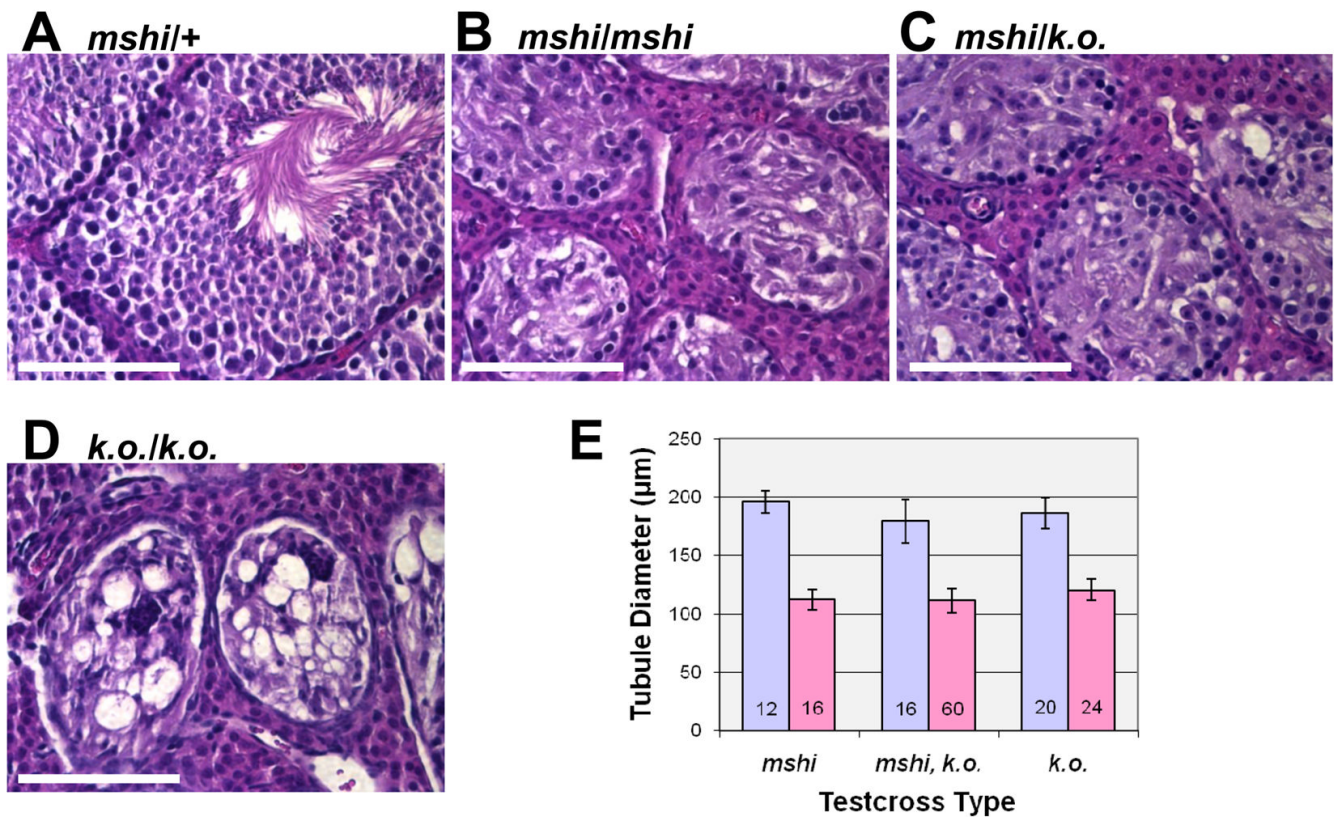 A mshi/+
B mshi/mshi
C mshi/k.o.
D k.o./k.o.
E
250
200
150
100
50
0
Tubule Diameter (µm)
12 16 16 60 20 24
mshi mshi, k.o. k.o.
Testcross Type